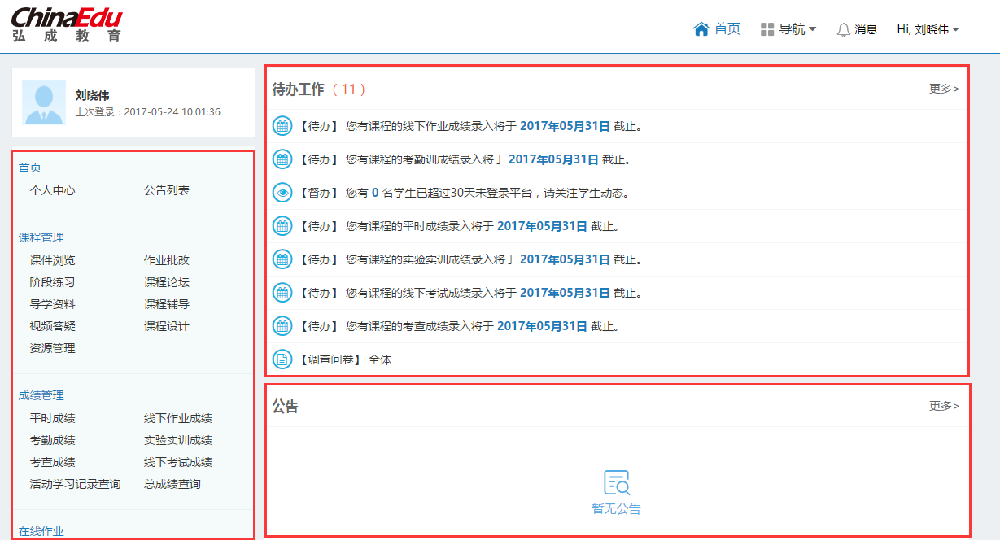 ChinaEdu
弘成教育
首页 导航 消息 Hi, 刘晓伟
刘晓伟
上次登录：2017-05-24 10:01:36
首页
个人中心 公告列表
课程管理
课件浏览 作业批改
阶段练习 课程论坛
导学资料 课程辅导
视频答疑 课程设计
资源管理
成绩管理
平时成绩 线下作业成绩
考勤成绩 实验实训成绩
考查成绩 线下考试成绩
活动学习记录查询 总成绩查询
在线作业
待办工作（ 11 ） 更多>
【待办】 您有课程的线下作业成绩录入将于 2017年05月31日 截止。
【待办】 您有课程的考勤训成绩录入将于 2017年05月31日 截止。
【督办】 您有 0 名学生已超过30天未登录平台，请关注学生动态。
【待办】 您有课程的平时成绩录入将于 2017年05月31日 截止。
【待办】 您有课程的实验实训成绩录入将于 2017年05月31日 截止。
【待办】 您有课程的线下考试成绩录入将于 2017年05月31日 截止。
【待办】 您有课程的考查成绩录入将于 2017年05月31日 截止。
【调查问卷】 全体
公告 更多>
暂无公告